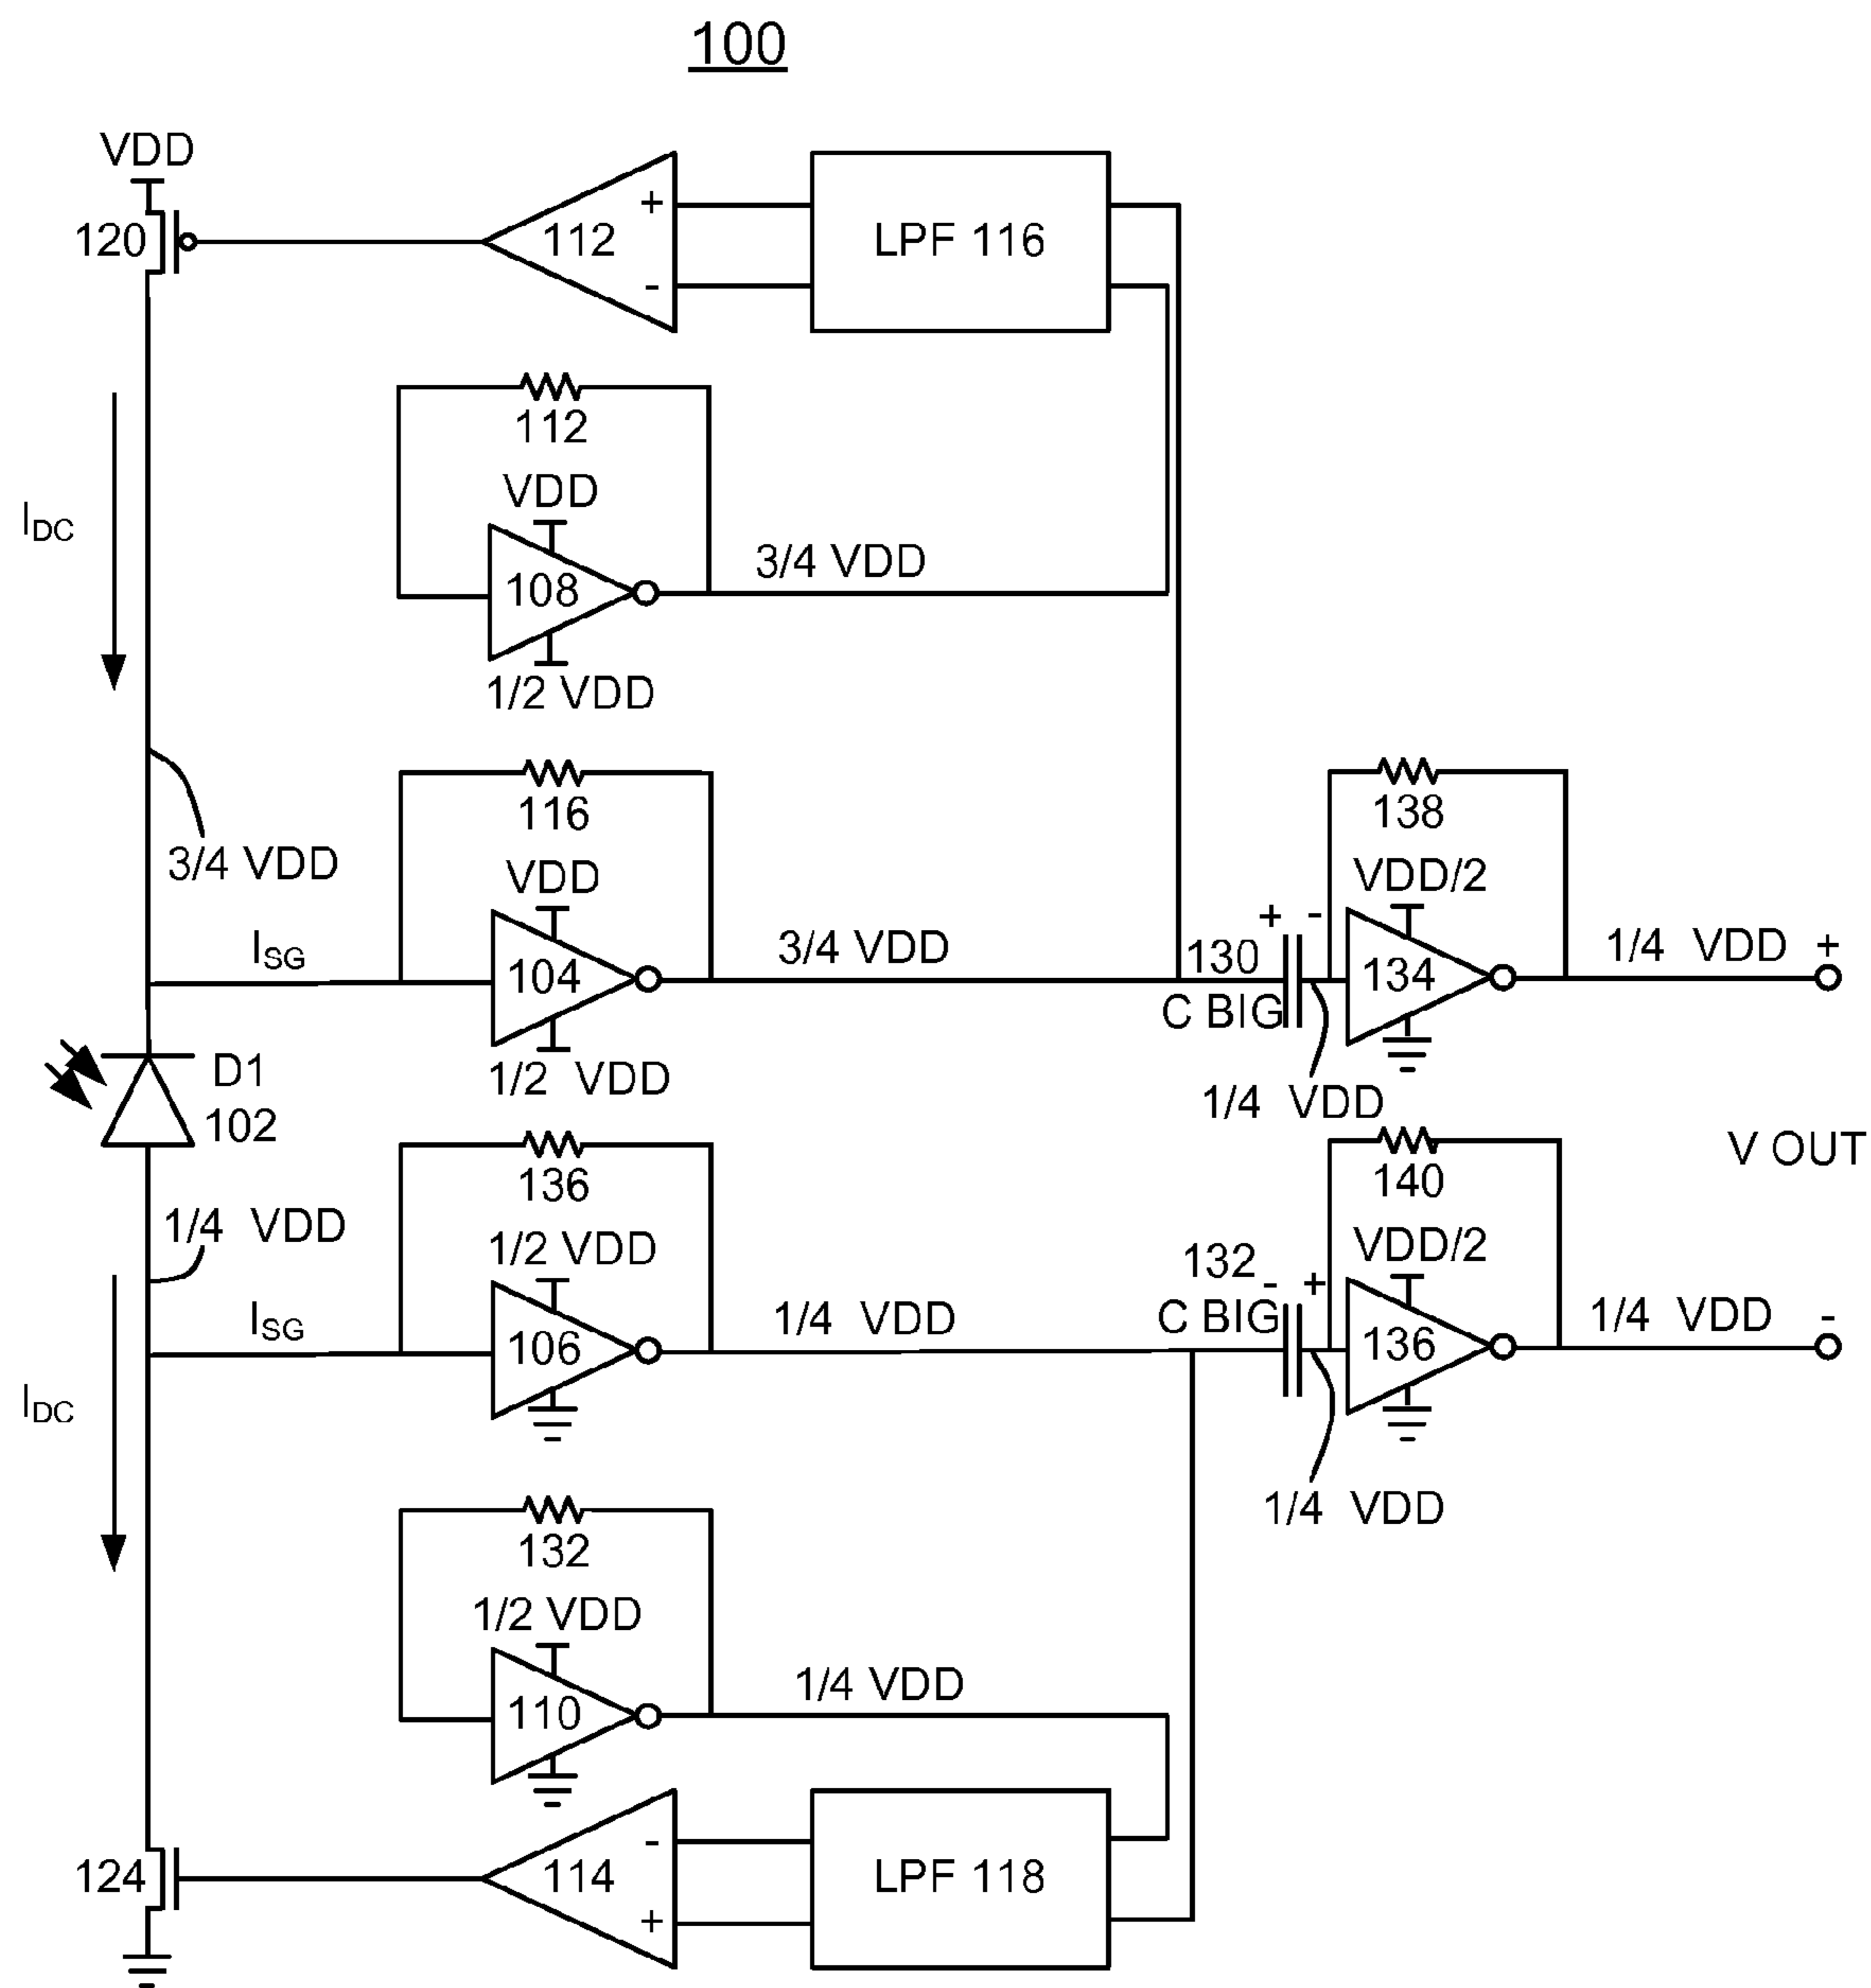 100
VDD
120
+
112
-
LPF 116
112
VDD
I_DC
108
3/4 VDD
1/2 VDD
116
138
3/4 VDD
VDD
VDD/2
I_SG
104
3/4 VDD
130
+ -
134
1/4 VDD +
C BIG
1/2 VDD
1/4 VDD
D1
102
136
140
V OUT
1/4 VDD
1/2 VDD
132
VDD/2
- +
I_SG
106
1/4 VDD
C BIG
136
1/4 VDD -
I_DC
1/4 VDD
132
1/2 VDD
110
1/4 VDD
124
-
114
+
LPF 118